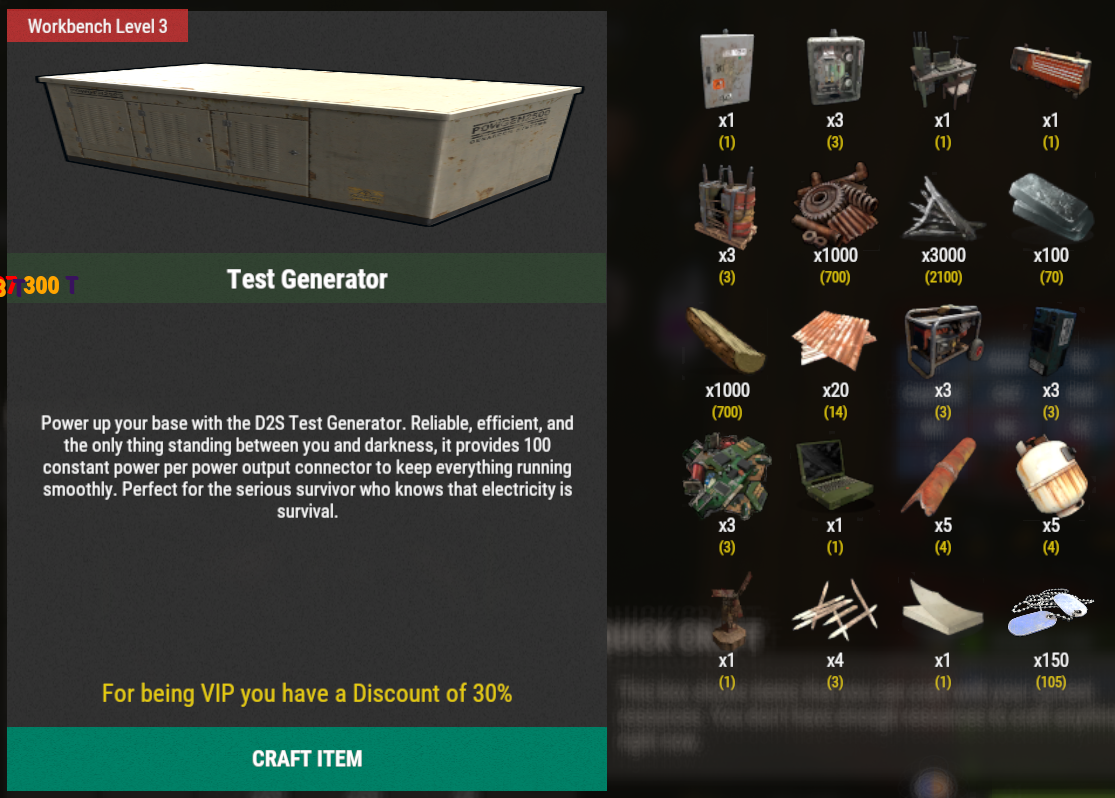 Workbench Level 3
300 T
Test Generator
Power up your base with the D2S Test Generator. Reliable, efficient, and
the only thing standing between you and darkness, it provides 100
constant power per power output connector to keep everything running
smoothly. Perfect for the serious survivor who knows that electricity is
survival.
For being VIP you have a Discount of 30%
CRAFT ITEM
x1 x3 x1 x1
(1) (3) (1) (1)
x3 x1000 x3000 x100
(3) (700) (2100) (70)
x1000 x20 x3 x3
(700) (14) (3) (3)
x3 x1 x5 x5
(3) (1) (4) (4)
x1 x4 x1 x150
(1) (3) (1) (105)